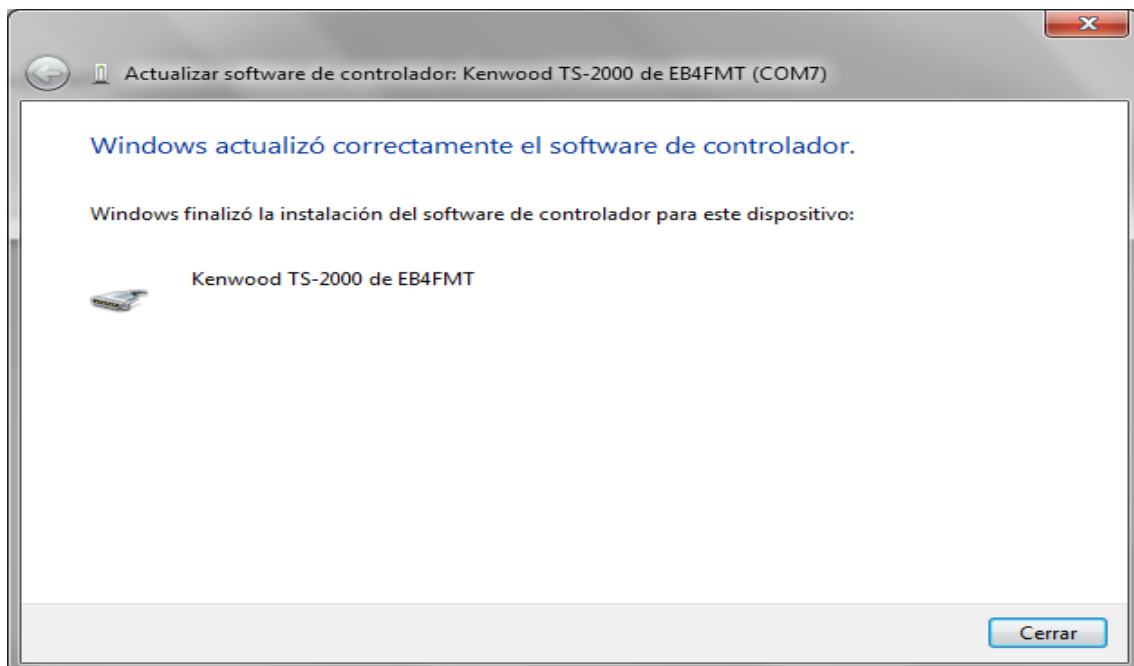 Actualizar software de controlador: Kenwood TS-2000 de EB4FMT (COM7)
Windows actualizó correctamente el software de controlador.
Windows finalizó la instalación del software de controlador para este dispositivo:
Kenwood TS-2000 de EB4FMT
Cerrar